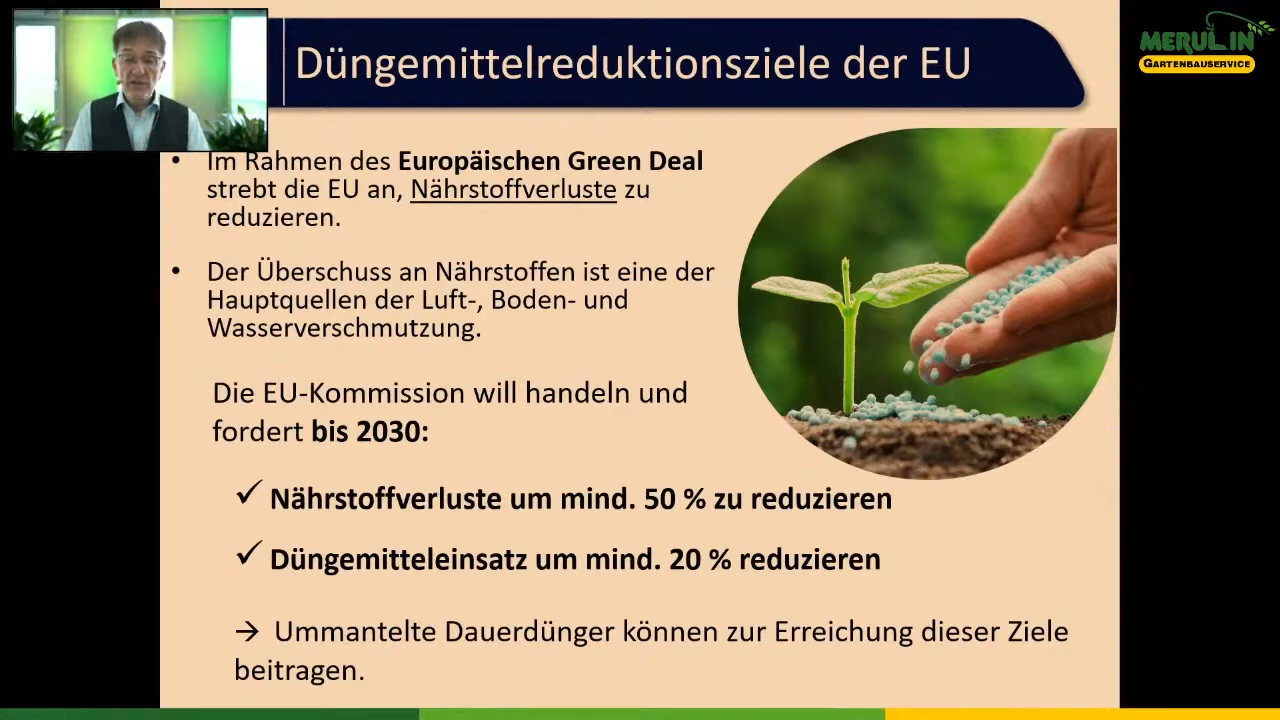 Düngemittelreduktionsziele der EU
MERUL.IN
GARTENBAUSERVICE
• Im Rahmen des Europäischen Green Deal
strebt die EU an, Nährstoffverluste zu
reduzieren.
• Der Überschuss an Nährstoffen ist eine der
Hauptquellen der Luft-, Boden- und
Wasserverschmutzung.
Die EU-Kommission will handeln und
fordert bis 2030:
✓ Nährstoffverluste um mind. 50 % zu reduzieren
✓ Düngemitteleinsatz um mind. 20 % reduzieren
→ Ummantelte Dauerdünger können zur Erreichung dieser Ziele
beitragen.